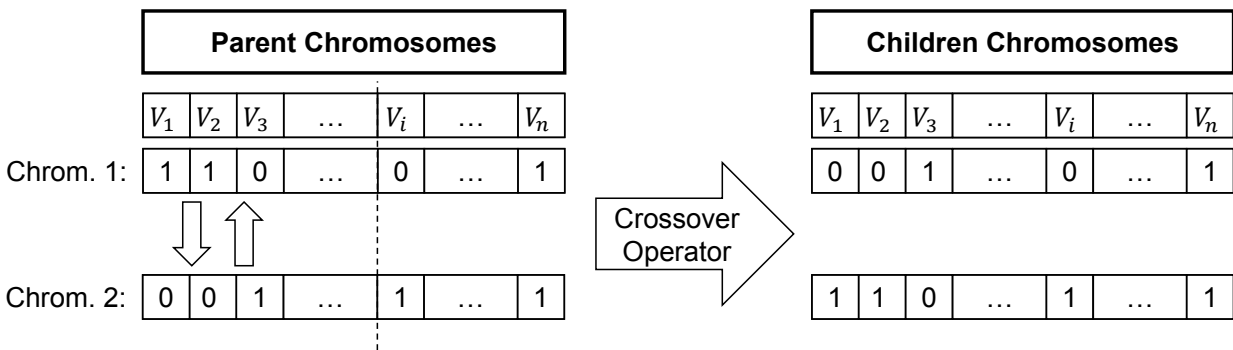 Parent Chromosomes Children Chromosomes
V₁ V₂ V₃ … Vᵢ … Vₙ V₁ V₂ V₃ … Vᵢ … Vₙ
Chrom. 1: 1 1 0 … 0 … 1 0 0 1 … 0 … 1
Crossover
Operator
Chrom. 2: 0 0 1 … 1 … 1 1 1 0 … 1 … 1